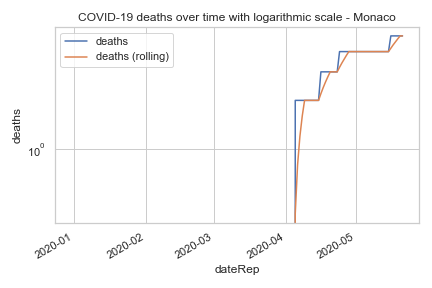 COVID-19 deaths over time with logarithmic scale - Monaco
deaths
deaths (rolling)
deaths
10⁰
2020-01
2020-02
2020-03
2020-04
2020-05
dateRep